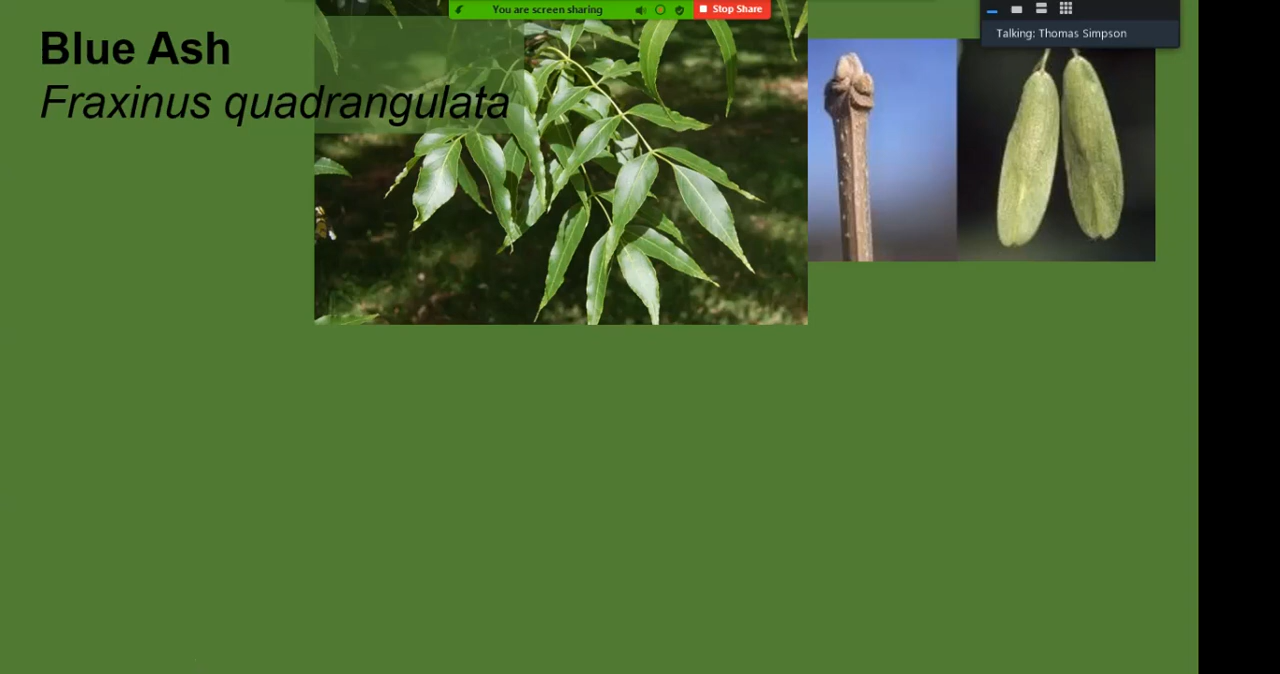 You are screen sharing
Stop Share
Talking: Thomas Simpson
Blue Ash
Fraxinus quadrangulata